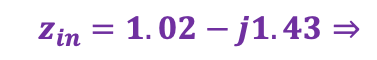 z_in = 1.02 − j1.43 ⇒